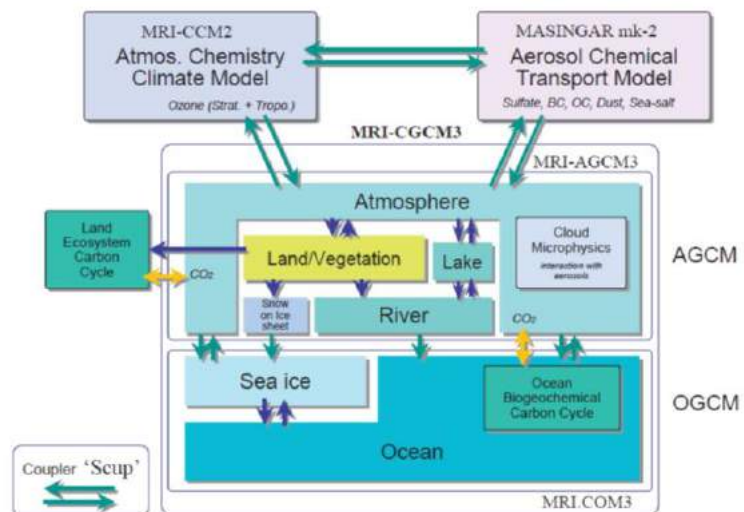 MRI-CCM2
Atmos. Chemistry
Climate Model
Ozone (Strat. + Tropo.)
MASINGAR mk-2
Aerosol Chemical
Transport Model
Sulfate, BC, OC, Dust, Sea-salt
MRI-CGCM3
MRI-AGCM3
Atmosphere
Land
Ecosystem
Carbon
Cycle
CO₂
Land/Vegetation
Lake
Cloud
Microphysics
interaction with
aerosols
AGCM
Snow
on Ice
sheet
River
CO₂
Sea ice
Ocean
Biogeochemical
Carbon Cycle
OGCM
Ocean
Coupler 'Scup'
MRI.COM3